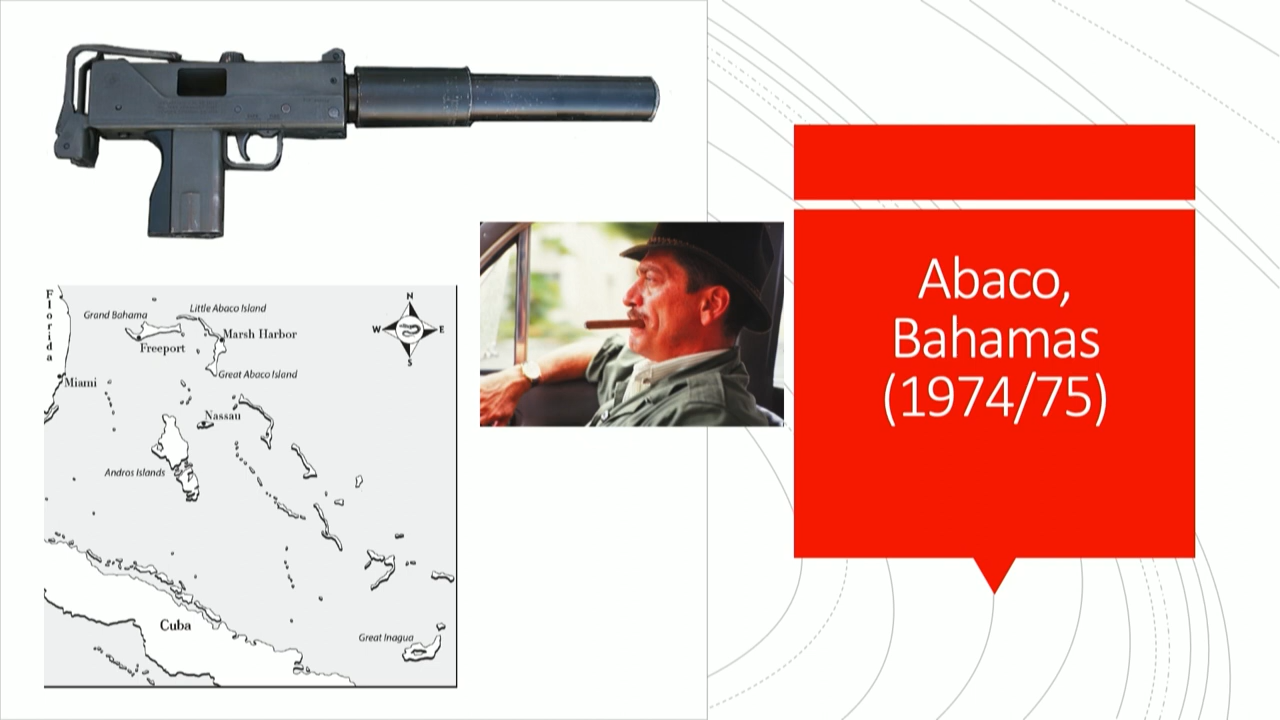 Abaco,
Bahamas
(1974/75)
Florida
Grand Bahama
Little Abaco Island
Freeport
Marsh Harbor
Great Abaco Island
Miami
Nassau
Andros Islands
Cuba
Great Inagua
N
W
E
S